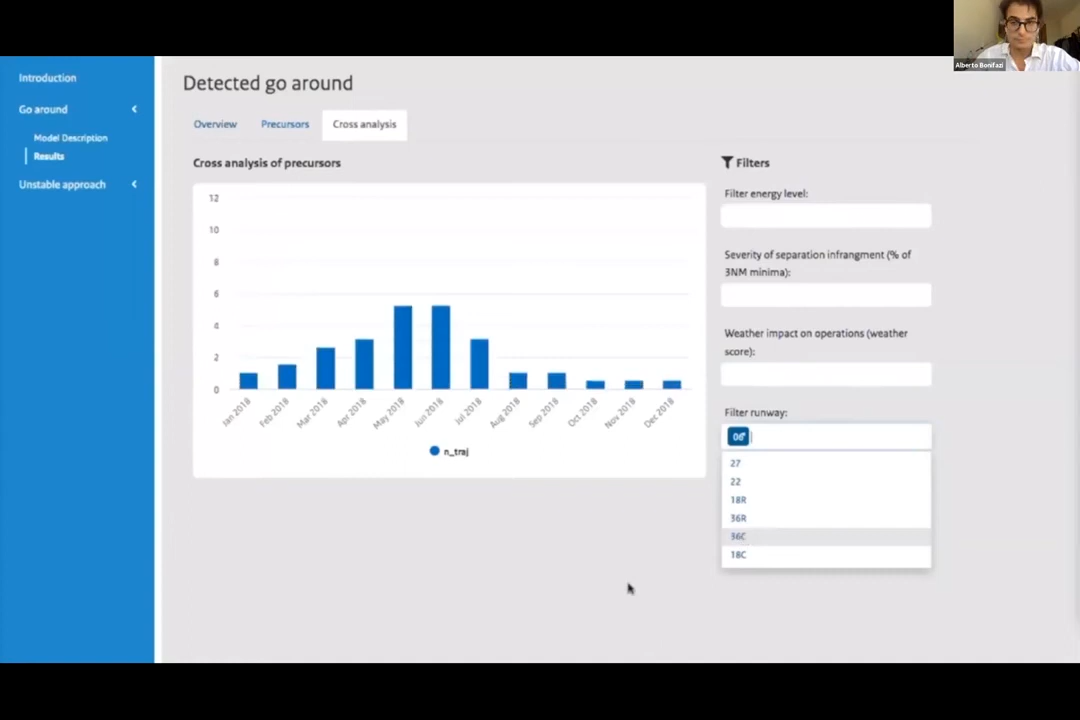 Alberto Bonifazi
Introduction
Go around
Model Description
Results
Unstable approach
Detected go around
Overview
Precursors
Cross analysis
Cross analysis of precursors
12
10
8
6
4
2
0
Jan 2018
Feb 2018
Mar 2018
Apr 2018
May 2018
Jun 2018
Jul 2018
Aug 2018
Sep 2018
Oct 2018
Nov 2018
Dec 2018
n_traj
Filters
Filter energy level:
Severity of separation infrangment (% of
3NM minima):
Weather impact on operations (weather
score):
Filter runway:
06
27
22
18R
36R
36C
18C